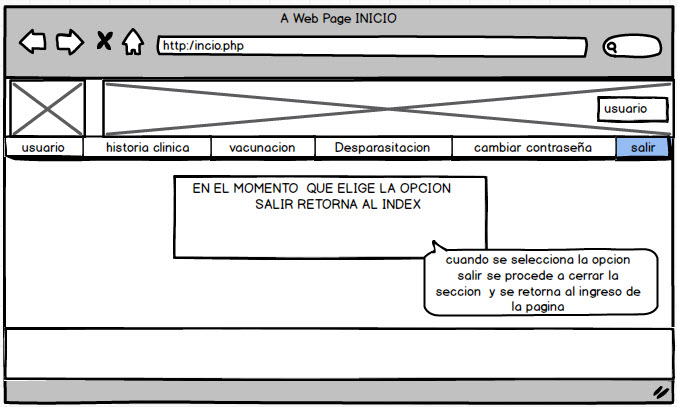 A Web Page INICIO
http:/incio.php
usuario
usuario historia clinica vacunacion Desparasitacion cambiar contraseña salir
EN EL MOMENTO QUE ELIGE LA OPCION
SALIR RETORNA AL INDEX
cuando se selecciona la opcion
salir se procede a cerrar la
seccion y se retorna al ingreso de
la pagina